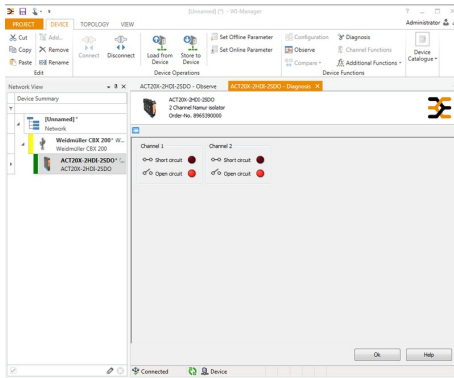 [Unnamed] (*) - WI-Manager
PROJECT DEVICE TOPOLOGY VIEW Administrator
Cut Add... Set Offline Parameter Configuration Diagnosis
Copy Remove Connect Disconnect Load from Device Store to Device Set Online Parameter Observe Channel Functions Device Catalogue
Paste Rename Compare Additional Functions
Edit Device Operations Device Functions
Network View ACT20X-2HDI-2SDO - Observe ACT20X-2HDI-2SDO - Diagnosis
Device Summary
ACT20X-2HDI-2SDO
2 Channel Namur isolator
Order-No. 8965390000
[Unnamed] *
Network
Weidmüller CBX 200* W...
Weidmüller CBX 200
ACT20X-2HDI-2SDO* '...
ACT20X-2HDI-2SDO
Channel 1 Channel 2
Short circuit Short circuit
Open circuit Open circuit
Ok Help
Connected Device